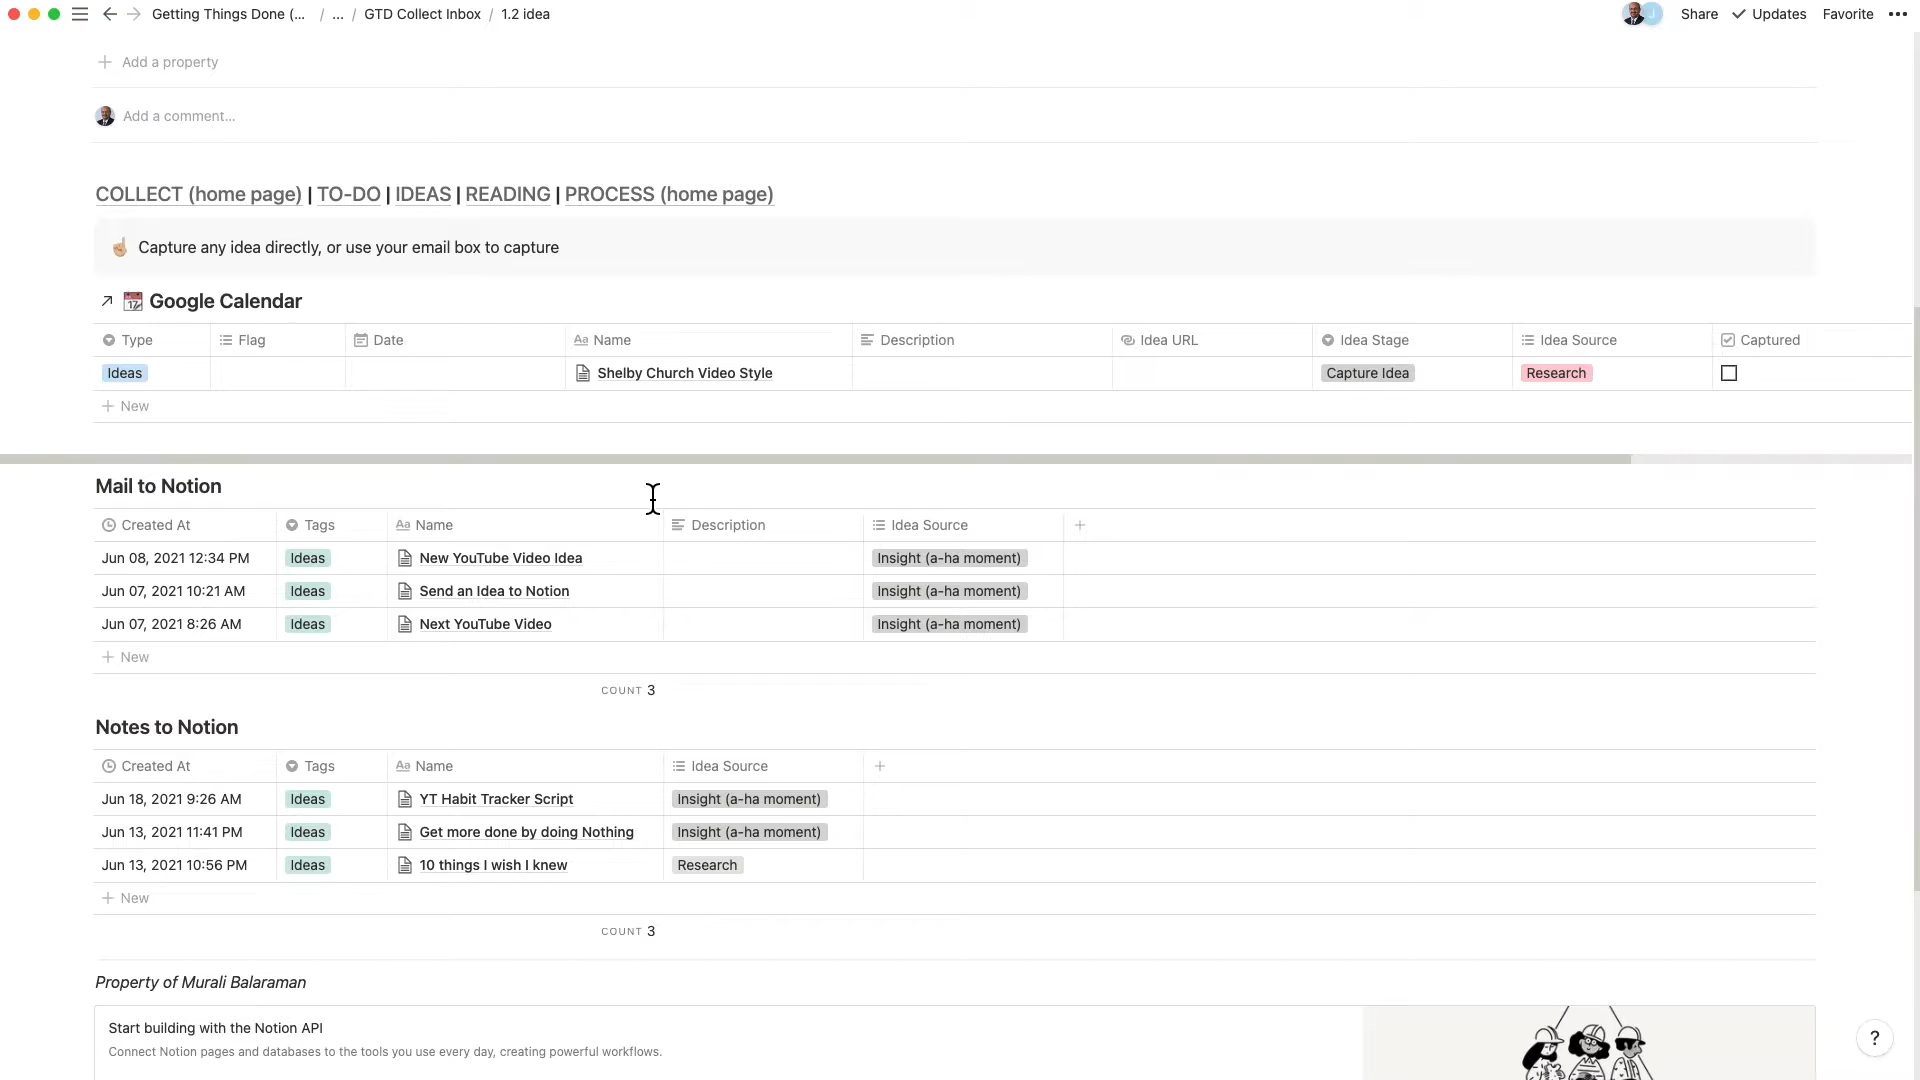 Getting Things Done (... / ... / GTD Collect Inbox / 1.2 idea
Share Updates Favorite
Add a property
Add a comment...
COLLECT (home page) | TO-DO | IDEAS | READING | PROCESS (home page)
Capture any idea directly, or use your email box to capture
Google Calendar
Type Flag Date Name Description Idea URL Idea Stage Idea Source Captured
Ideas Shelby Church Video Style Capture Idea Research
New
Mail to Notion
Created At Tags Name Description Idea Source
Jun 08, 2021 12:34 PM Ideas New YouTube Video Idea Insight (a-ha moment)
Jun 07, 2021 10:21 AM Ideas Send an Idea to Notion Insight (a-ha moment)
Jun 07, 2021 8:26 AM Ideas Next YouTube Video Insight (a-ha moment)
New
COUNT 3
Notes to Notion
Created At Tags Name Idea Source
Jun 18, 2021 9:26 AM Ideas YT Habit Tracker Script Insight (a-ha moment)
Jun 13, 2021 11:41 PM Ideas Get more done by doing Nothing Insight (a-ha moment)
Jun 13, 2021 10:56 PM Ideas 10 things I wish I knew Research
New
COUNT 3
Property of Murali Balaraman
Start building with the Notion API
Connect Notion pages and databases to the tools you use every day, creating powerful workflows.
?